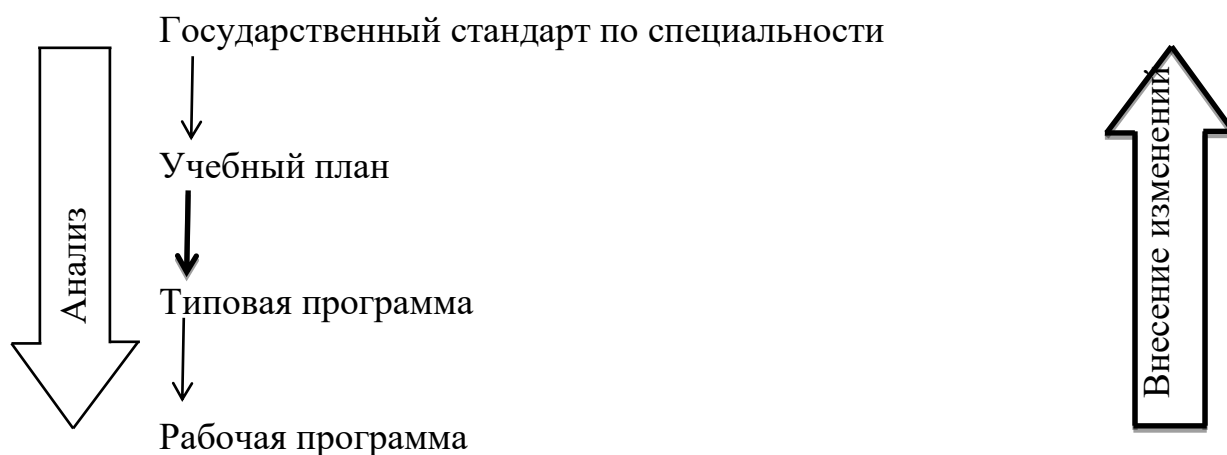 Государственный стандарт по специальности
Учебный план
Анализ
Типовая программа
Рабочая программа
Внесение изменений